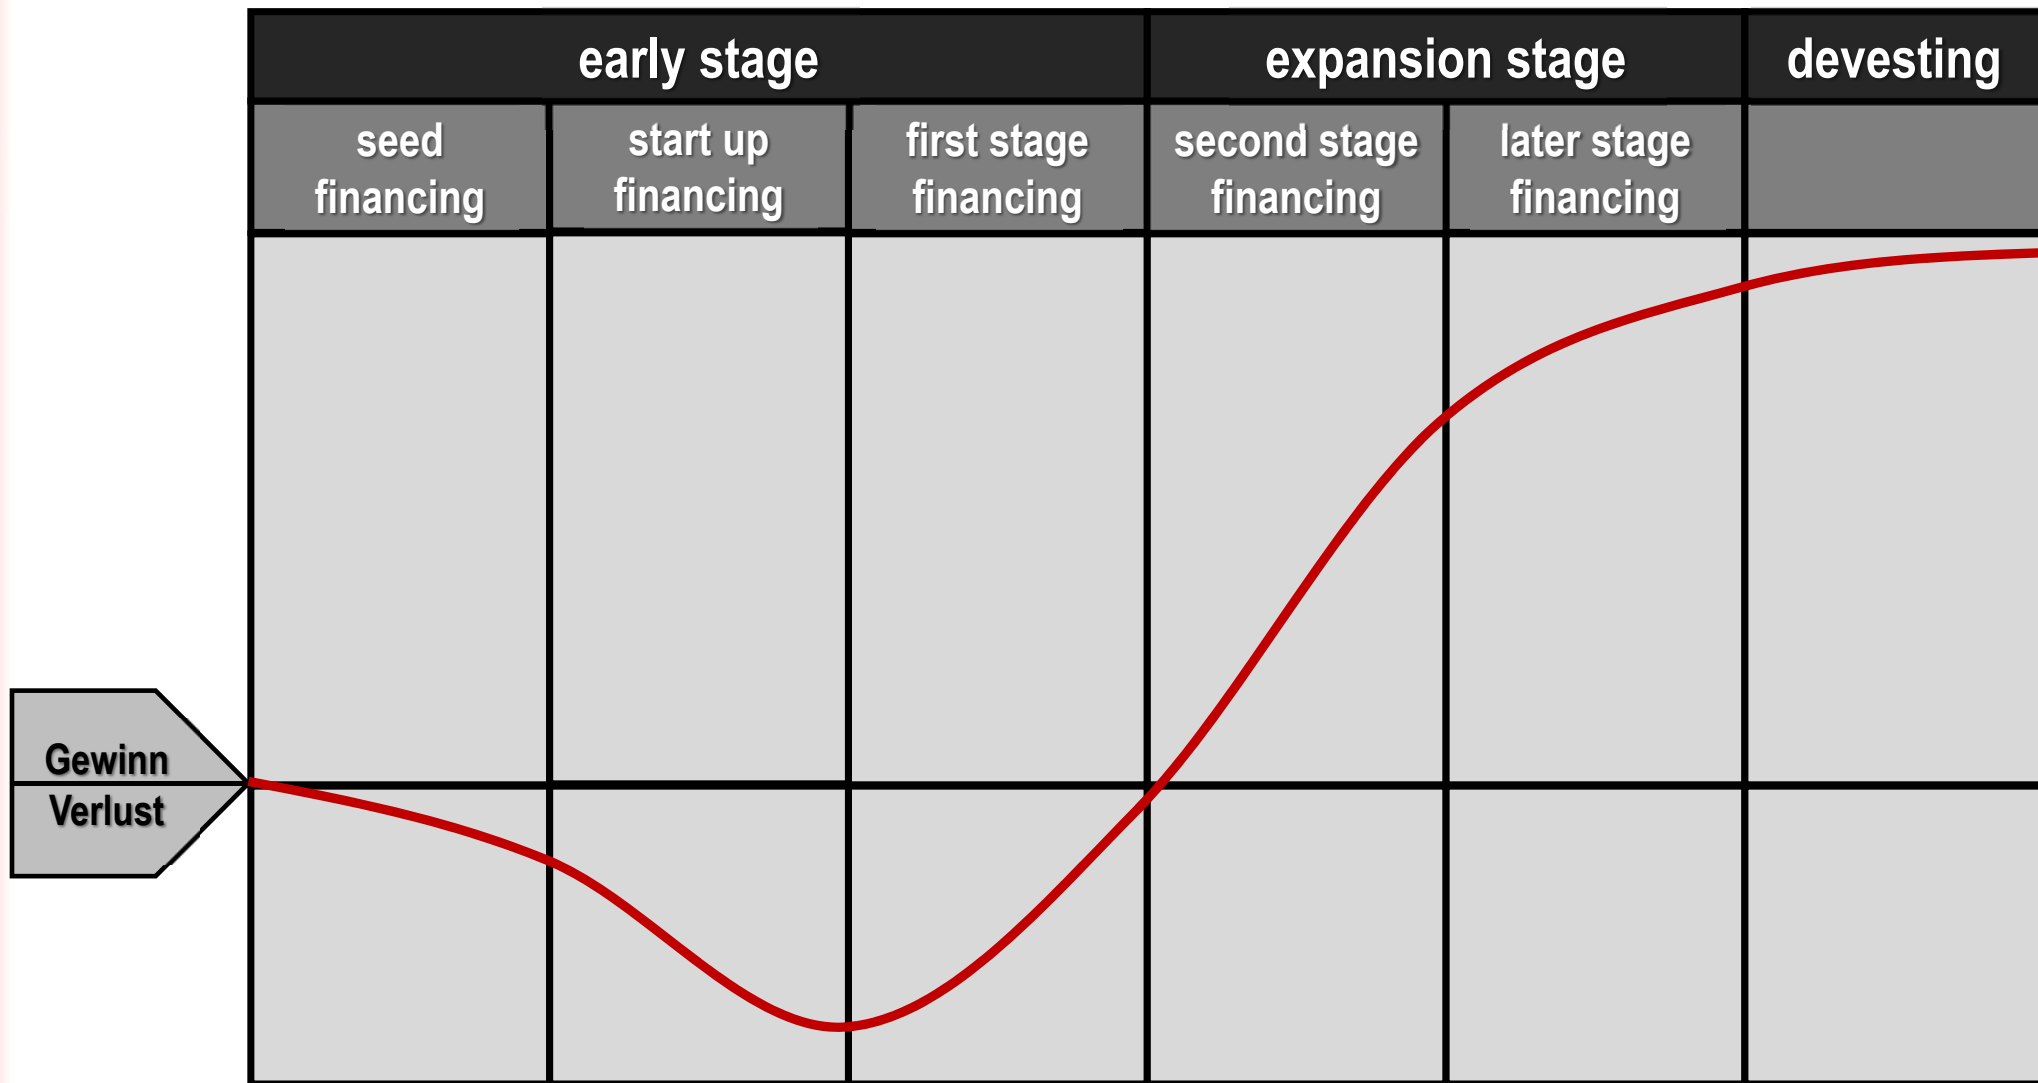 early stage
expansion stage
devesting
seed
financing
start up
financing
first stage
financing
second stage
financing
later stage
financing
Gewinn
Verlust